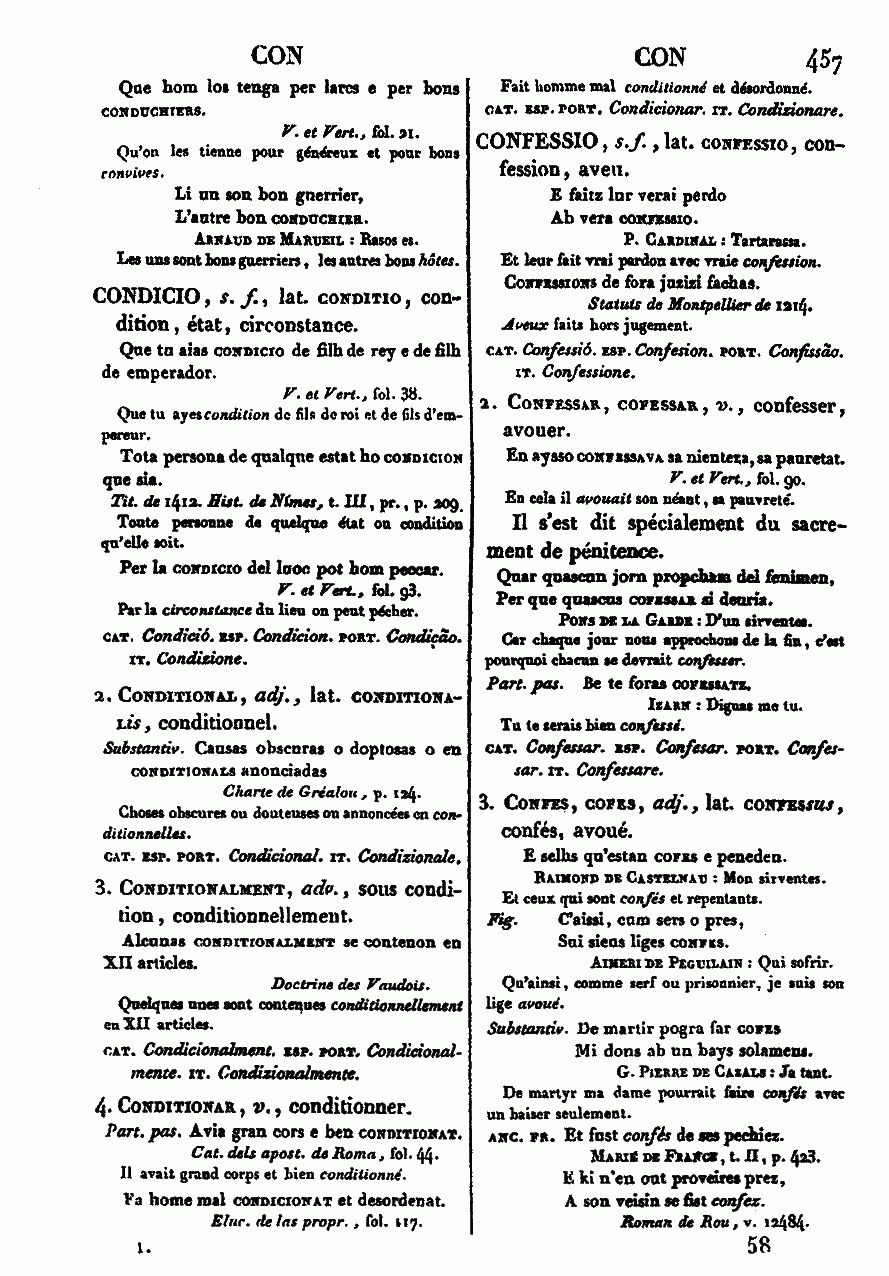 CON
Que hom los tenga per larcs e per bons
CONDUCHIERS.
V. et Vert., fol. 21.
Qu'on les tienne pour généreux et pour bons
convives.
Li un son bon guerrier,
L'autre bon CONDUCHIER.
ARNAUD DE MARUEIL : Rasos es.
Les uns sont bons guerriers, les autres bons hôtes.
CONDICIO, s. f., lat. CONDITIO, con-
dition, état, circonstance.
Que tu aias CONDICIO de filh de rey e de filh
de emperador.
V. et Vert., fol. 38.
Que tu ayes condition de fils de roi et de fils d'em-
pereur.
Tota persona de qualque estat ho CONDICION
que sia.
Tit. de 1412. Hist. de Nîmes, t. III, pr., p. 209.
Toute personne de quelque état ou condition
qu'elle soit.
Per la CONDICIO del luoc pot hom peccar.
V. et Vert., fol. 93.
Par la circonstance du lieu on peut pécher.
CAT. Condició. ESP. Condicion. PORT. Condição.
IT. Condizione.
2. CONDITIONAL, adj., lat. CONDITIONA-
LIS, conditionnel.
Substantiv. Causas obscuras o doptosas o en
CONDITIONALS anonciadas
Charte de Gréalou, p. 124.
Choses obscures ou douteuses ou annoncées en con-
ditionnelles.
CAT. ESP. PORT. Condicional. IT. Condizionale.
3. CONDITIONALMENT, adv., sous condi-
tion, conditionnellement.
Alcunas CONDITIONALMENT se contenon en
XII articles.
Doctrine des Vaudois.
Quelques unes sont contenues conditionnellement
en XII articles.
CAT. Condicionalment. ESP. PORT. Condicional-
mente. IT. Condizionalmente.
4. CONDITIONAR, v., conditionner.
Part. pas. Avia gran cors e ben CONDITIONAT.
Cat. dels apost. de Roma, fol. 44.
Il avait grand corps et bien conditionné.
Fa home mal CONDICIONAT et desordenat.
Elur. de las propr., fol. 117.
1.
CON 457
Fait homme mal conditionné et désordonné.
CAT. ESP. PORT. Condicionar. IT. Condizionare.
CONFESSIO, s. f., lat. CONFESSIO, con-
fession, aveu.
E faitz lur verai perdo
Ab vera CONFESSIO.
P. CARDINAL : Tartarassa.
Et leur fait vrai pardon avec vraie confession.
CONFESSIONS de fora juzizi fachas.
Statuts de Montpellier de 1214.
Aveux faits hors jugement.
CAT. Confessió. ESP. Confesion. PORT. Confissão.
IT. Confessione.
2. CONFESSAR, COFESSAR, v., confesser,
avouer.
En aysso CONFESSAVA sa nienteza, sa pauretat.
V. et Vert., fol. 90.
En cela il avouait son néant, sa pauvreté.
Il s'est dit spécialement du sacre-
ment de pénitence.
Quar quascun jorn propcham del fenimen,
Per que quascus COFESSAR si deuria.
PONS DE LA GARDE : D'un sirventes.
Car chaque jour nous approchons de la fin, c'est
pourquoi chacun se devrait confesser.
Part. pas. Be te foras COFESSATZ.
IZARN : Diguas me tu.
Tu te serais bien confessé.
CAT. Confessar. ESP. Confesar. PORT. Confes-
sar. IT. Confessare.
3. CONFES, COFES, adj., lat. CONFESsus,
confés, avoué.
E selhs qu'estan COFES e peneden.
RAIMOND DE CASTELNAU : Mon sirventes.
Et ceux qui sont confés et repentants.
Fig. C'aissi, cum sers o pres,
Sui sieus liges CONFES.
AIMERI DE PEGUILAIN : Qui sofrir.
Qu'ainsi, comme serf ou prisonnier, je suis son
lige avoué.
Substantiv. De martir pogra far COFES
Mi dons ab un bays solamens.
G. PIERRE DE CAZALS : Ja tant.
De martyr ma dame pourrait faire confés avec
un baiser seulement.
ANC. FR. Et fust confés de ses pechiez.
MARIE DE FRANCE, t. II, p. 423.
E ki n'en out proveires prez,
A son veisin se fist confez.
Roman de Rou, v. 12484.
58